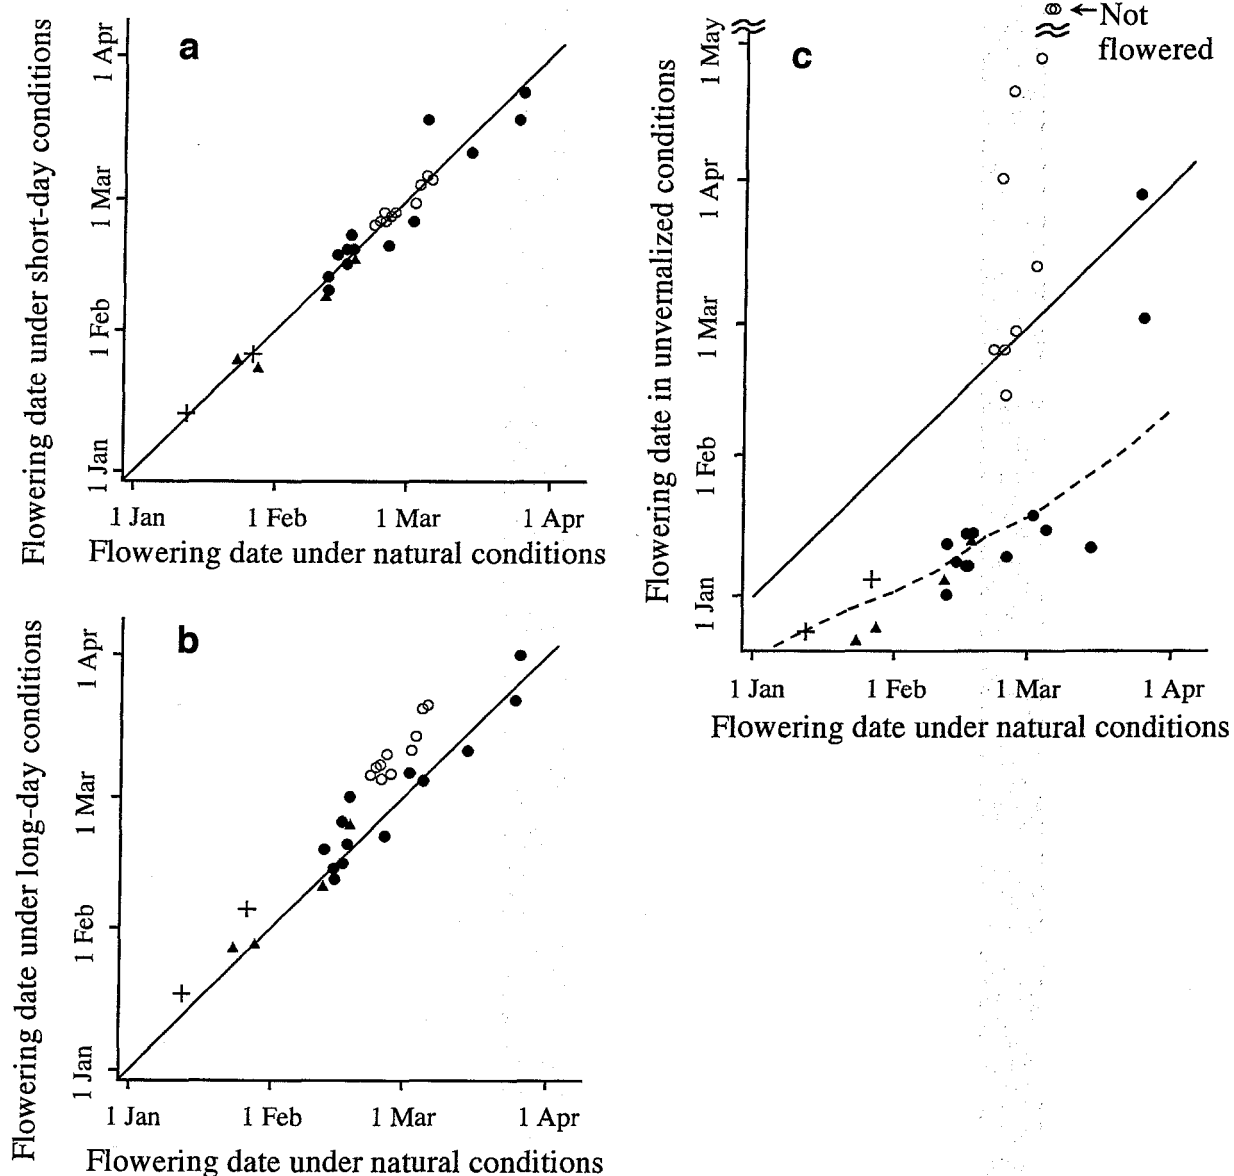 a
Flowering date under short-day conditions
1 Apr
1 Mar
1 Feb
1 Jan
1 Jan 1 Feb 1 Mar 1 Apr
Flowering date under natural conditions
b
Flowering date under long-day conditions
1 Apr
1 Mar
1 Feb
1 Jan
1 Jan 1 Feb 1 Mar 1 Apr
Flowering date under natural conditions
c
Not
flowered
Flowering date in unvernalized conditions
1 May
1 Apr
1 Mar
1 Feb
1 Jan
1 Jan 1 Feb 1 Mar 1 Apr
Flowering date under natural conditions